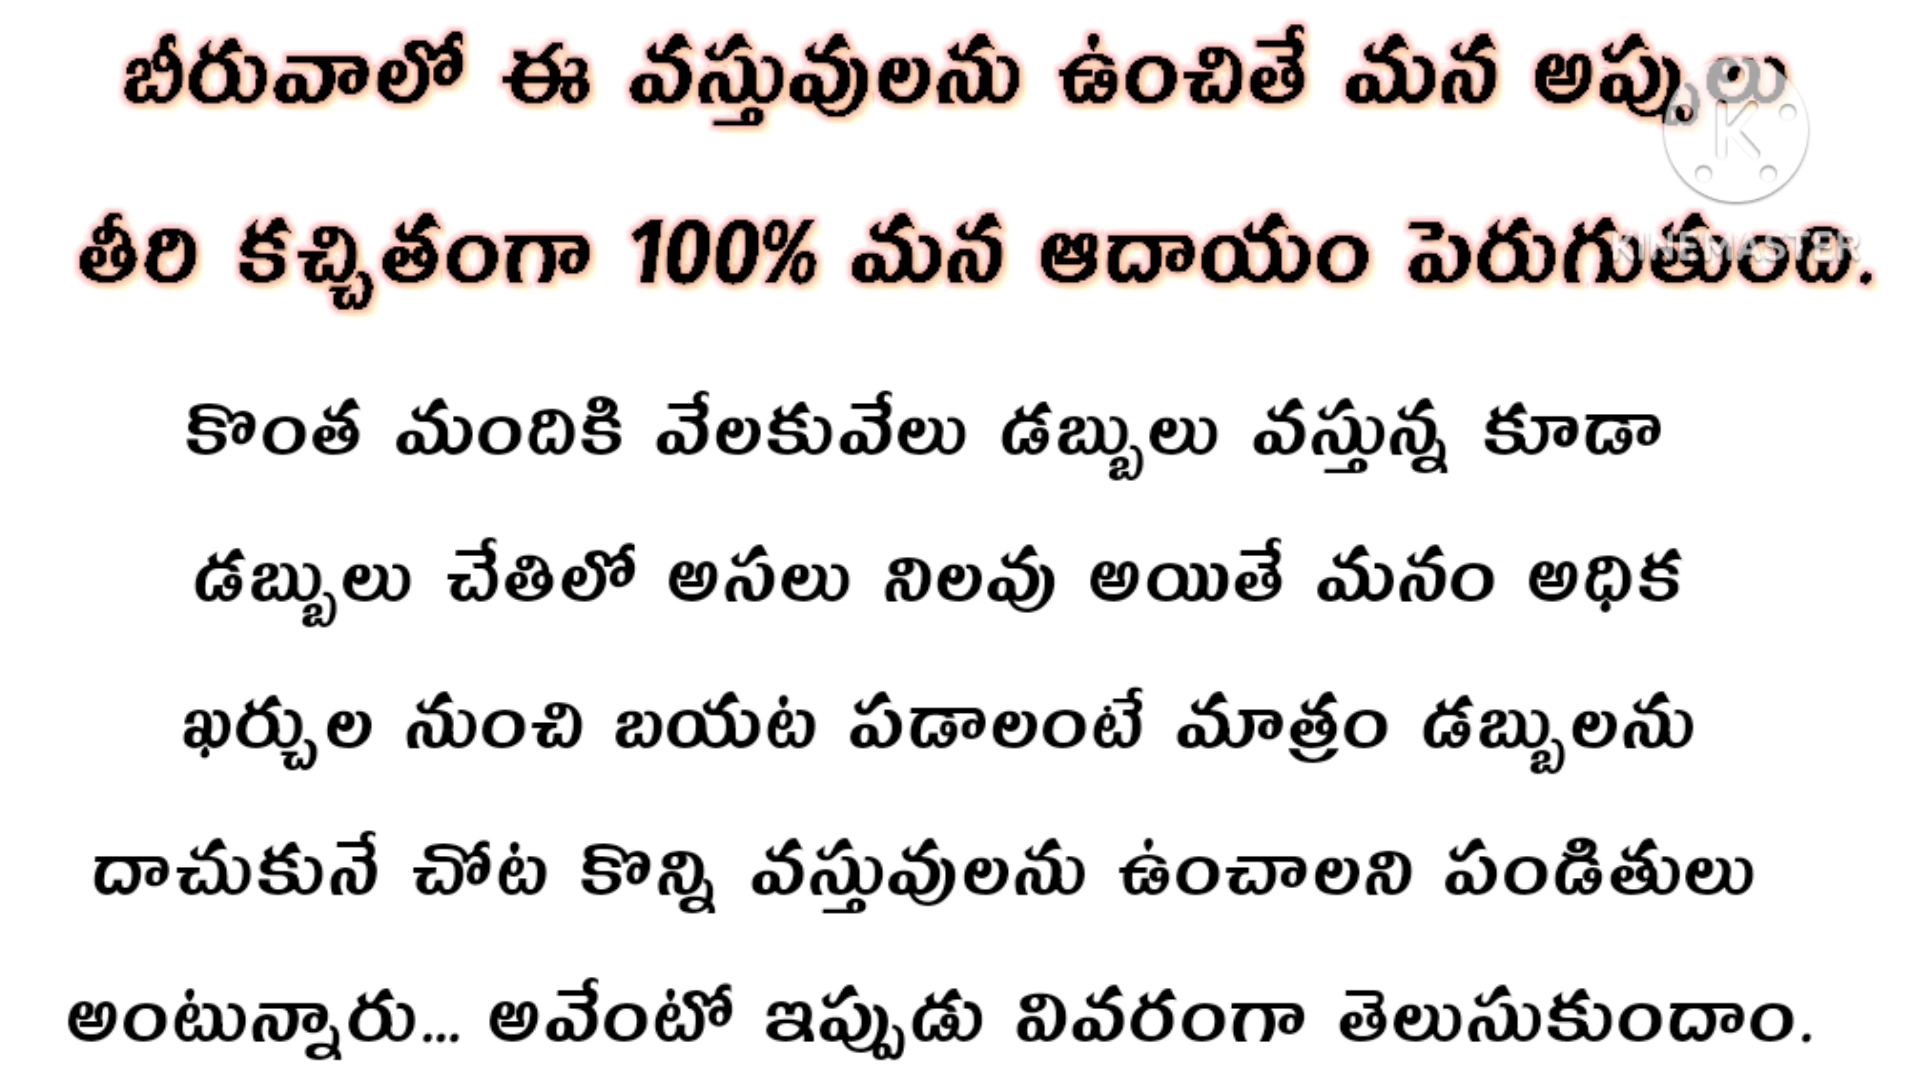 బీరువాలో ఈ వస్తువులను ఉంచితే మన అప్పులు
తీరి కచ్చితంగా 100% మన ఆదాయం పెరుగుతుంది.
కొంత మందికి వేలకువేలు డబ్బులు వస్తున్న కూడా
డబ్బులు చేతిలో అసలు నిలవు అయితే మనం అధిక
ఖర్చుల నుంచి బయట పడాలంటే మాత్రం డబ్బులను
దాచుకునే చోట కొన్ని వస్తువులను ఉంచాలని పండితులు
అంటున్నారు... అవేంటో ఇప్పుడు వివరంగా తెలుసుకుందాం.
K
KINEMASTER